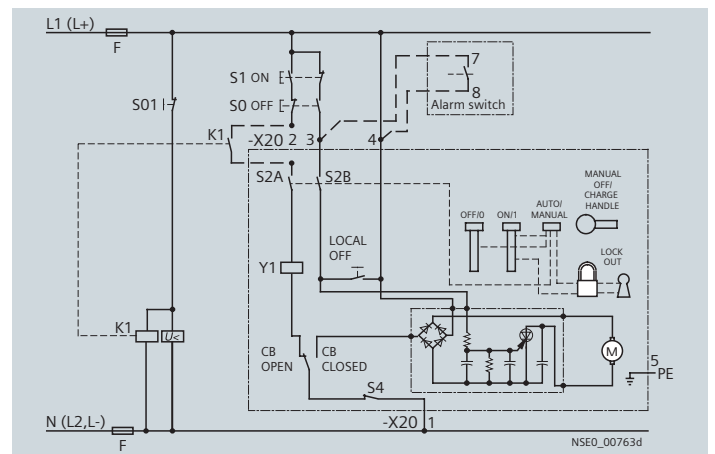 L1 (L+)
F
7
S1 ON
8
S01
S0 OFF
Alarm switch
K1
-X20 2 3 4
S2A
S2B
MANUAL
OFF/
CHARGE
HANDLE
AUTO/
MANUAL
OFF/0
ON/1
LOCAL
OFF
LOCK
OUT
Y1
K1
U<
CB
OPEN
CB
CLOSED
M
5
PE
S4
N (L2,L-)
F
-X20 1
NSE0_00763d